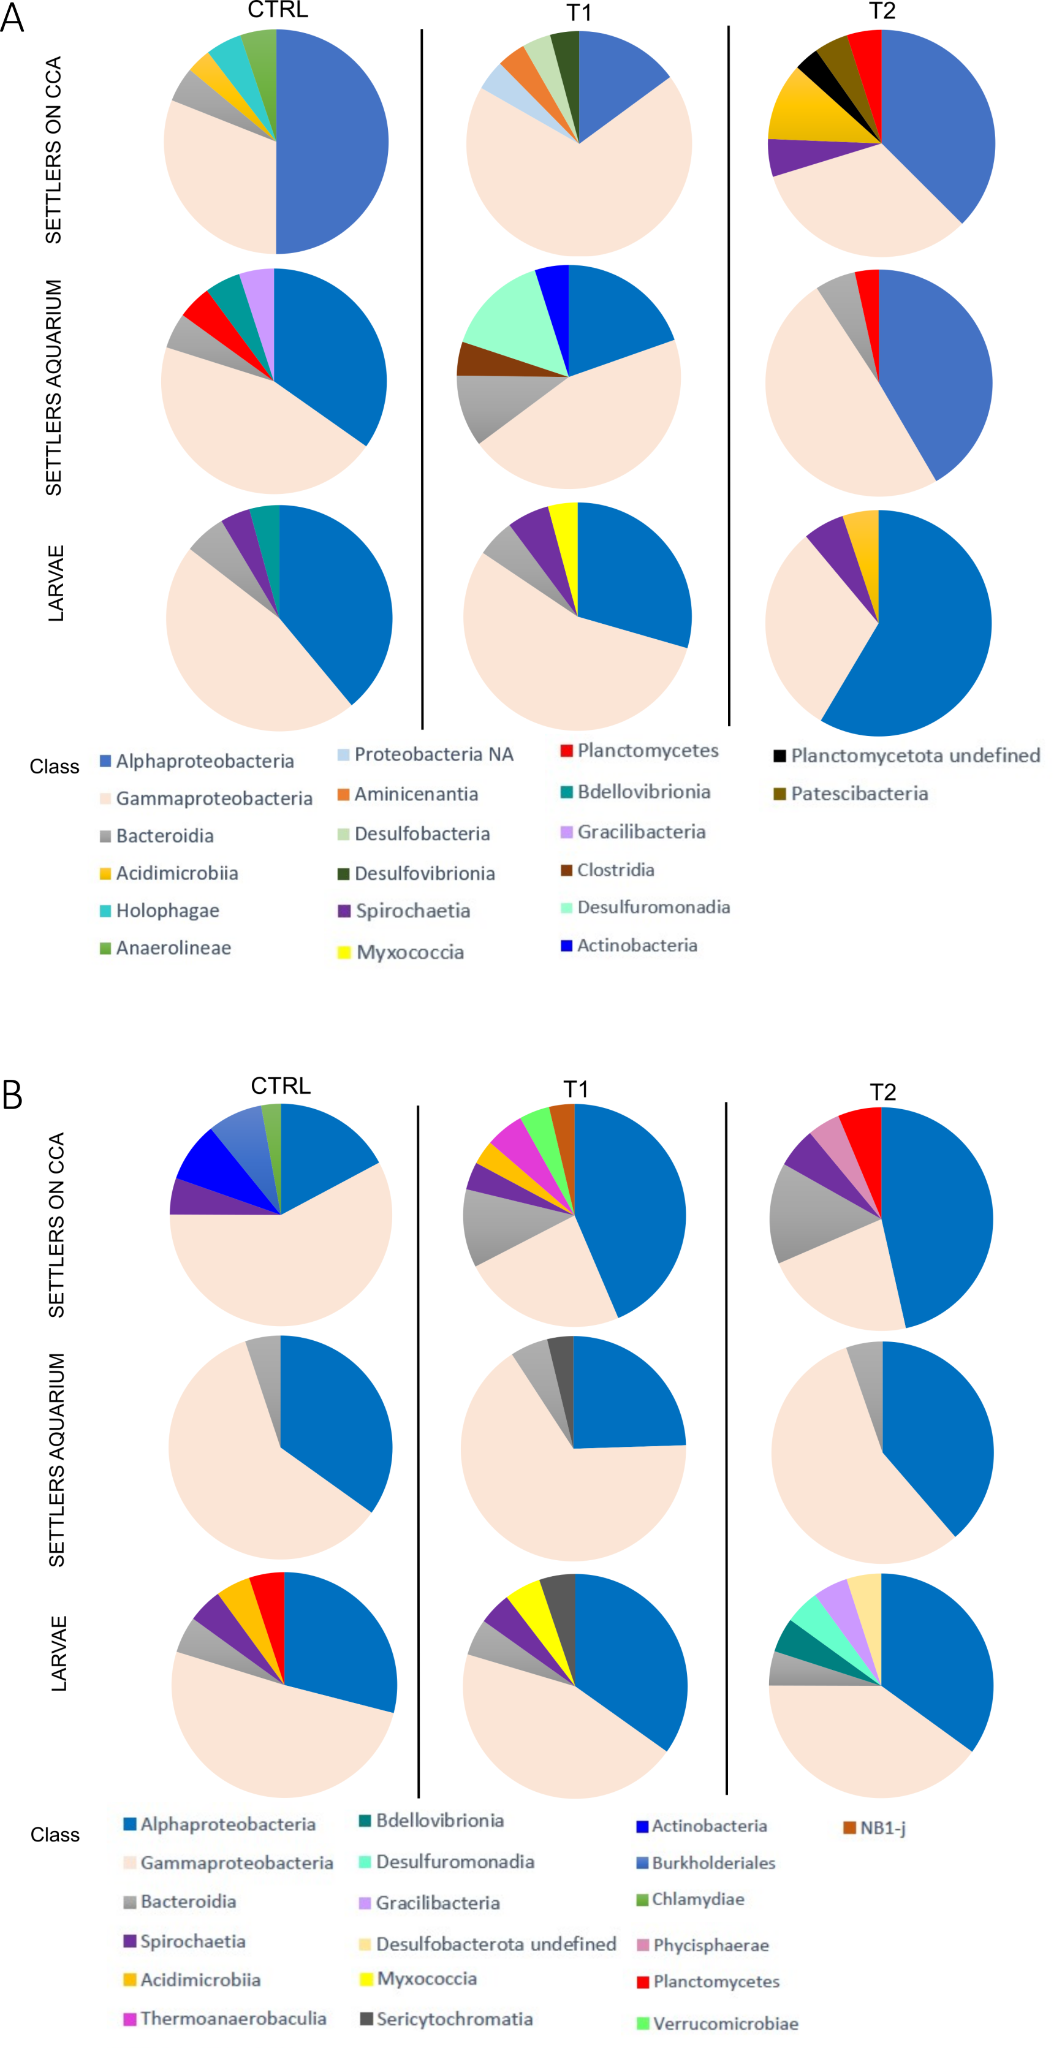 A
CTRL
T1
T2
SETTLERS ON CCA
SETTLERS AQUARIUM
LARVAE
Class
Alphaproteobacteria
Gammaproteobacteria
Bacteroidia
Acidimicrobiia
Holophagae
Anaerolineae
Proteobacteria NA
Aminicenantia
Desulfobacteria
Desulfovibrionia
Spirochaetia
Myxococcia
Planctomycetes
Bdellovibrionia
Gracilibacteria
Clostridia
Desulfuromonadia
Actinobacteria
Planctomycetota undefined
Patescibacteria
B
CTRL
T1
T2
SETTLERS ON CCA
SETTLERS AQUARIUM
LARVAE
Class
Alphaproteobacteria
Gammaproteobacteria
Bacteroidia
Spirochaetia
Acidimicrobiia
Thermoanaerobaculia
Bdellovibrionia
Desulfuromonadia
Gracilibacteria
Desulfobacterota undefined
Myxococcia
Sericytochromatia
Actinobacteria
Burkholderiales
Chlamydiae
Phycisphaerae
Planctomycetes
Verrucomicrobiae
NB1-j